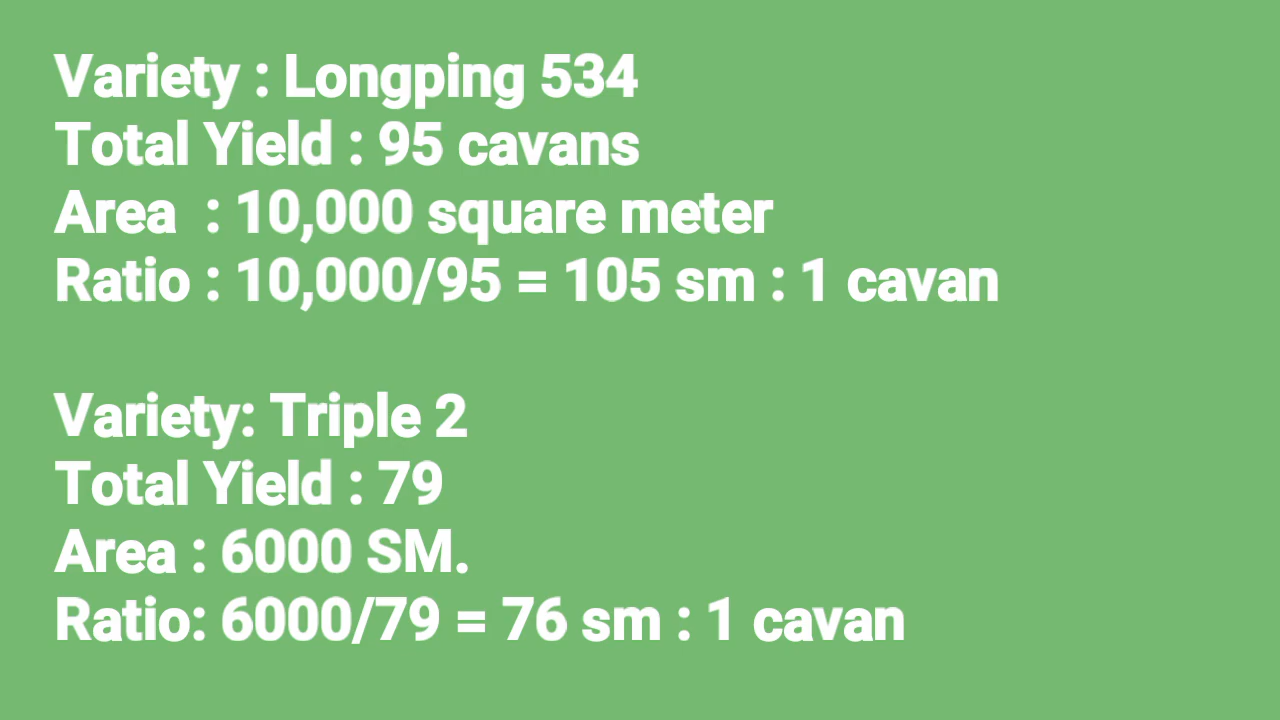 Variety : Longping 534
Total Yield : 95 cavans
Area  : 10,000 square meter
Ratio : 10,000/95 = 105 sm : 1 cavan
Variety: Triple 2
Total Yield : 79
Area : 6000 SM.
Ratio: 6000/79 = 76 sm : 1 cavan